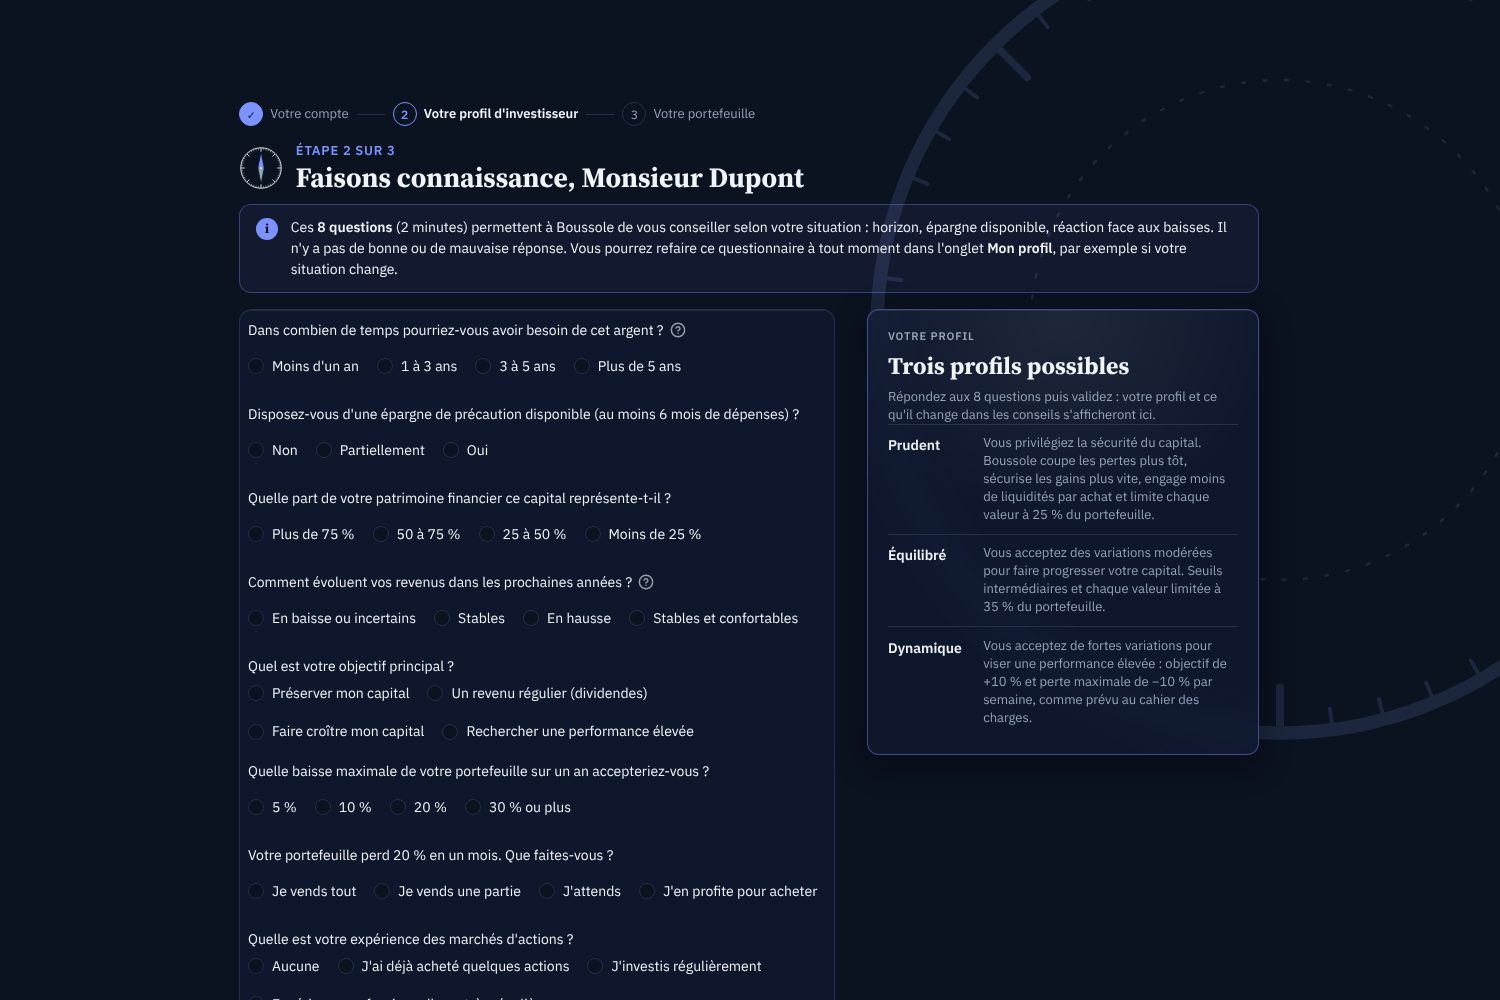 ✓ Votre compte 2 Votre profil d'investisseur 3 Votre portefeuille
ÉTAPE 2 SUR 3
Faisons connaissance, Monsieur Dupont
i Ces 8 questions (2 minutes) permettent à Boussole de vous conseiller selon votre situation : horizon, épargne disponible, réaction face aux baisses. Il
n'y a pas de bonne ou de mauvaise réponse. Vous pourrez refaire ce questionnaire à tout moment dans l'onglet Mon profil, par exemple si votre
situation change.
Dans combien de temps pourriez-vous avoir besoin de cet argent ? ?
Moins d'un an 1 à 3 ans 3 à 5 ans Plus de 5 ans
Disposez-vous d'une épargne de précaution disponible (au moins 6 mois de dépenses) ?
Non Partiellement Oui
Quelle part de votre patrimoine financier ce capital représente-t-il ?
Plus de 75 % 50 à 75 % 25 à 50 % Moins de 25 %
Comment évoluent vos revenus dans les prochaines années ? ?
En baisse ou incertains Stables En hausse Stables et confortables
Quel est votre objectif principal ?
Préserver mon capital Un revenu régulier (dividendes)
Faire croître mon capital Rechercher une performance élevée
Quelle baisse maximale de votre portefeuille sur un an accepteriez-vous ?
5 % 10 % 20 % 30 % ou plus
Votre portefeuille perd 20 % en un mois. Que faites-vous ?
Je vends tout Je vends une partie J'attends J'en profite pour acheter
Quelle est votre expérience des marchés d'actions ?
Aucune J'ai déjà acheté quelques actions J'investis régulièrement
VOTRE PROFIL
Trois profils possibles
Répondez aux 8 questions puis validez : votre profil et ce
qu'il change dans les conseils s'afficheront ici.
Prudent
Vous privilégiez la sécurité du capital.
Boussole coupe les pertes plus tôt,
sécurise les gains plus vite, engage moins
de liquidités par achat et limite chaque
valeur à 25 % du portefeuille.
Équilibré
Vous acceptez des variations modérées
pour faire progresser votre capital. Seuils
intermédiaires et chaque valeur limitée à
35 % du portefeuille.
Dynamique
Vous acceptez de fortes variations pour
viser une performance élevée : objectif de
+10 % et perte maximale de −10 % par
semaine, comme prévu au cahier des
charges.